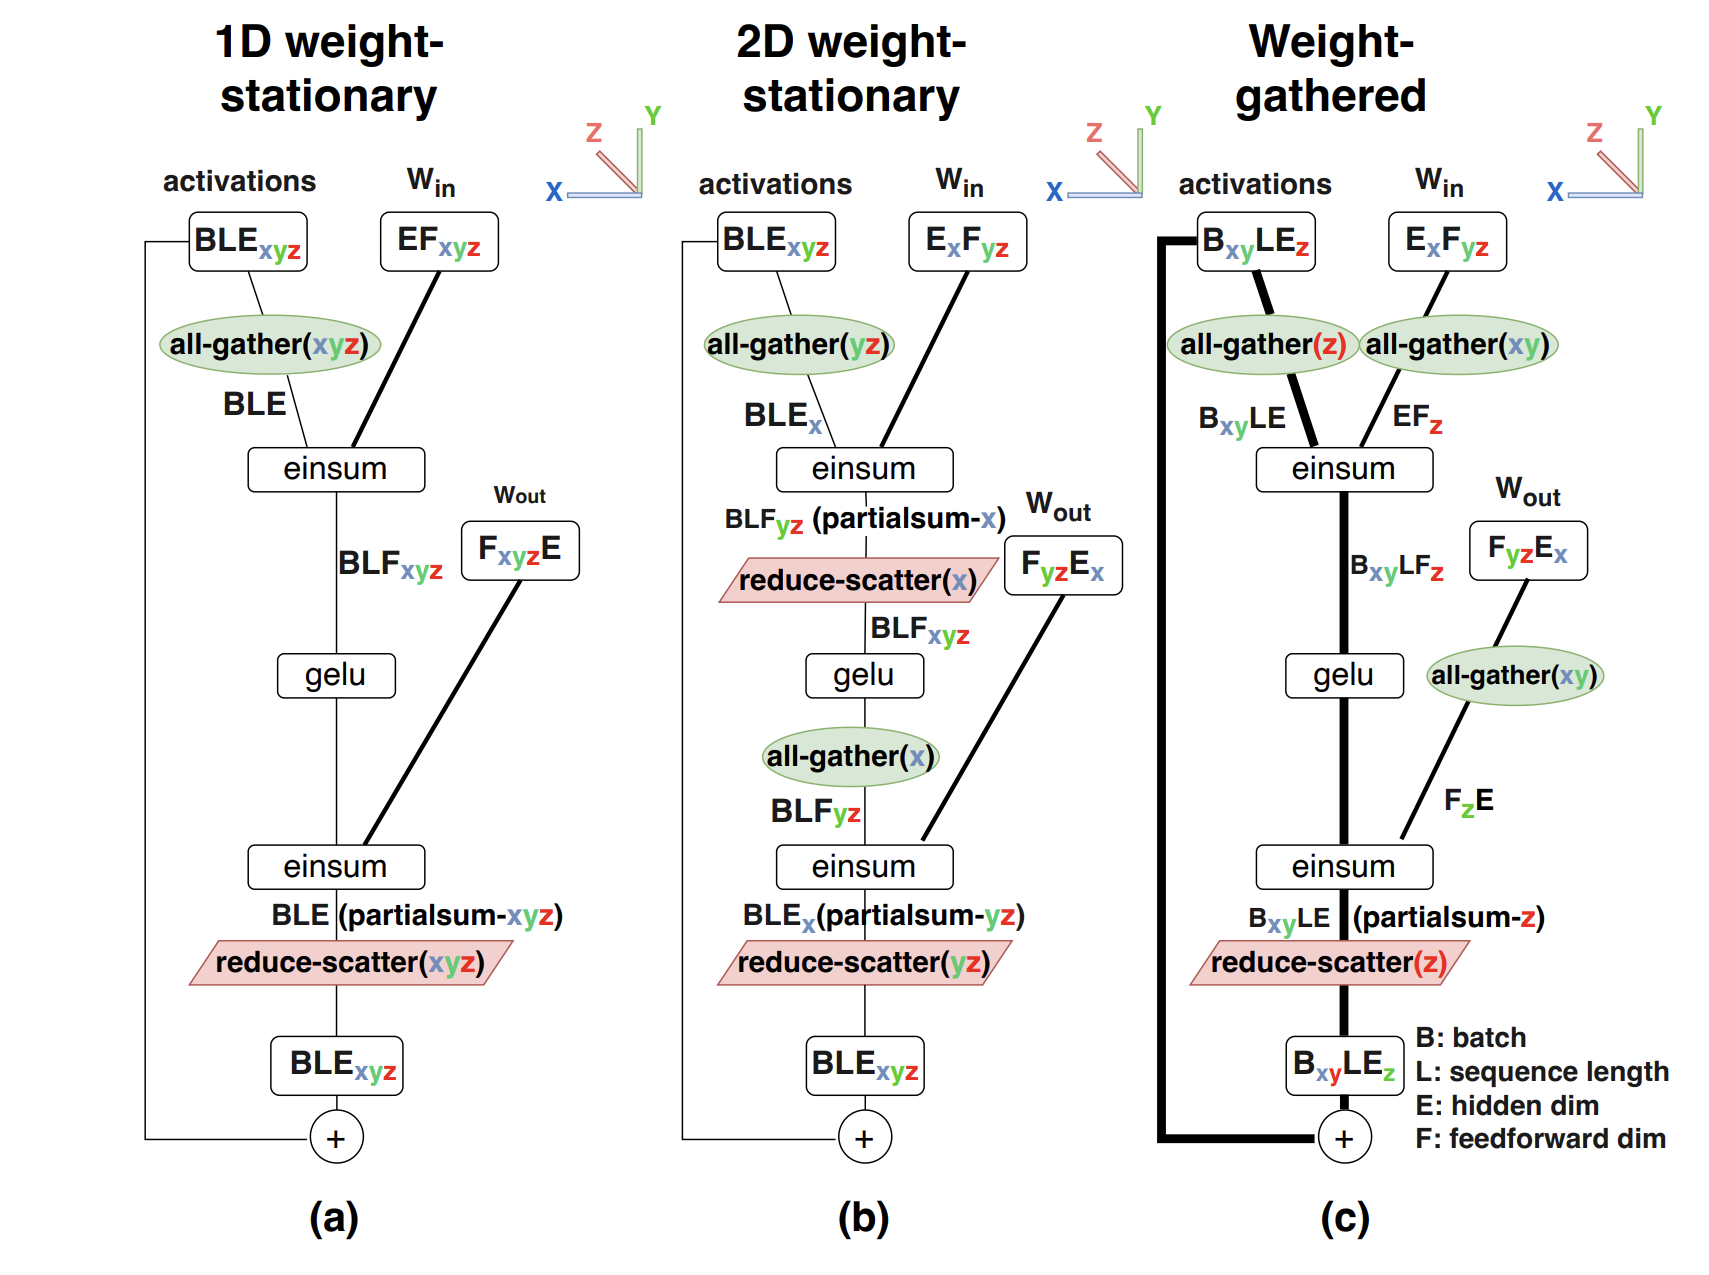 1D weight-
stationary
Z
Y
X
activations
Win
BLExyz
EFxyz
all-gather(xyz)
BLE
einsum
Wout
BLFxyz
FxyzE
gelu
einsum
BLE (partialsum-xyz)
reduce-scatter(xyz)
BLExyz
+
(a)
2D weight-
stationary
Z
Y
X
activations
Win
BLExyz
ExFyz
all-gather(yz)
BLEx
einsum
BLFyz (partialsum-x)
Wout
reduce-scatter(x)
FyzEx
BLFxyz
gelu
all-gather(x)
BLFyz
einsum
BLEx(partialsum-yz)
reduce-scatter(yz)
BLExyz
+
(b)
Weight-
gathered
Z
Y
X
activations
Win
BxyLEz
ExFyz
all-gather(z)
all-gather(xy)
BxyLE
EFz
einsum
Wout
BxyLFz
FyzEx
gelu
all-gather(xy)
FzE
einsum
BxyLE (partialsum-z)
reduce-scatter(z)
BxyLEz
+
B: batch
L: sequence length
E: hidden dim
F: feedforward dim
(c)